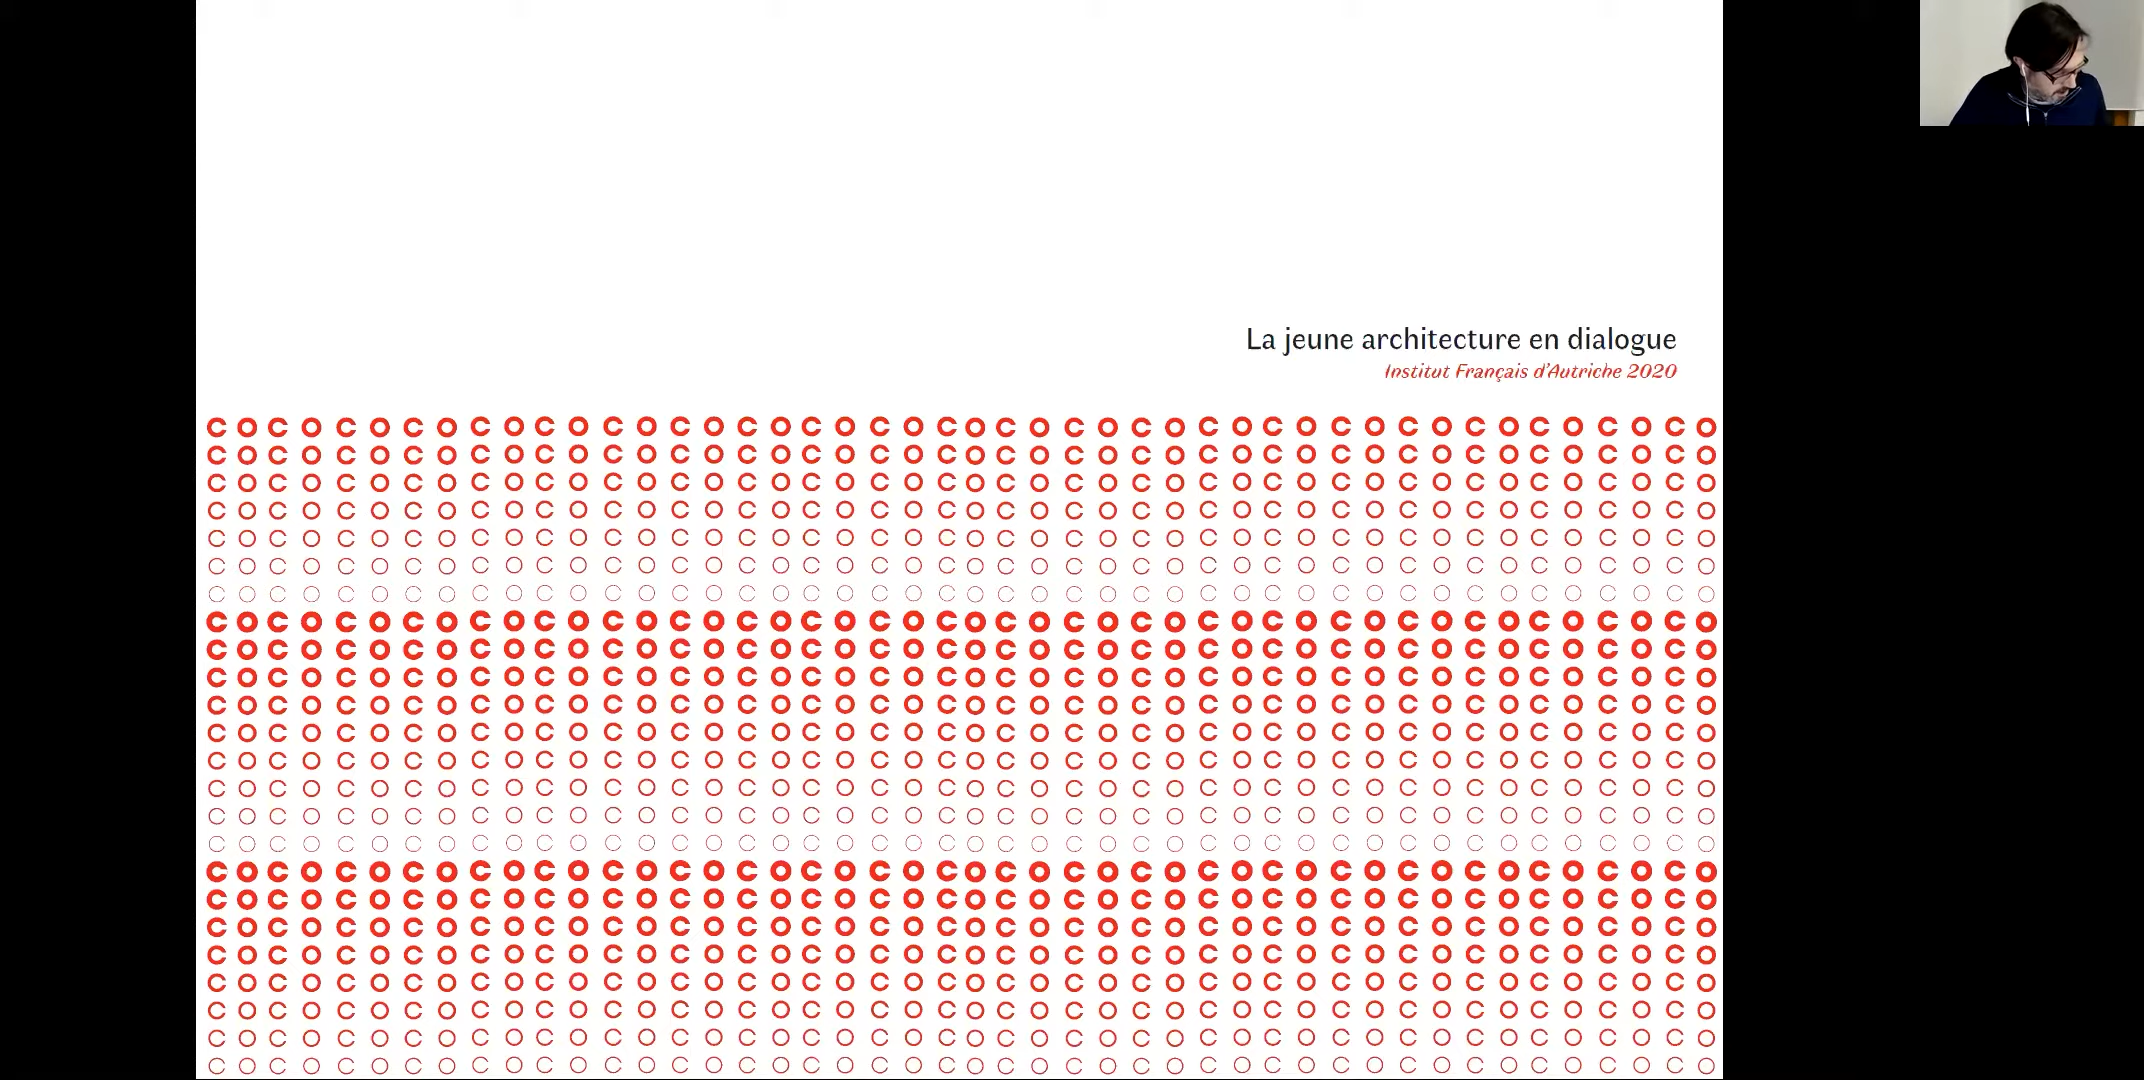 La jeune architecture en dialogue
Institut Français d'Autriche 2020